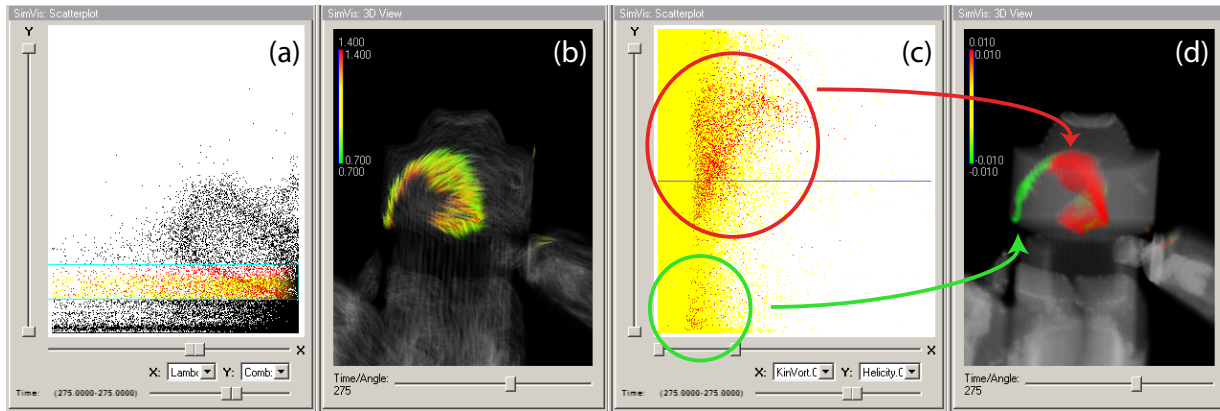 SimVis: Scatterplot
Y
(a)
X
X: Lambd Y: Comb:
Time: (275.0000-275.0000)
SimVis: 3D View
(b)
1.400
1.400
0.700
0.700
Time/Angle:
275
SimVis: Scatterplot
Y
(c)
X
X: KinVort.C Y: Helicity.C
Time: (275.0000-275.0000)
SimVis: 3D View
(d)
0.010
0.010
-0.010
-0.010
Time/Angle:
275